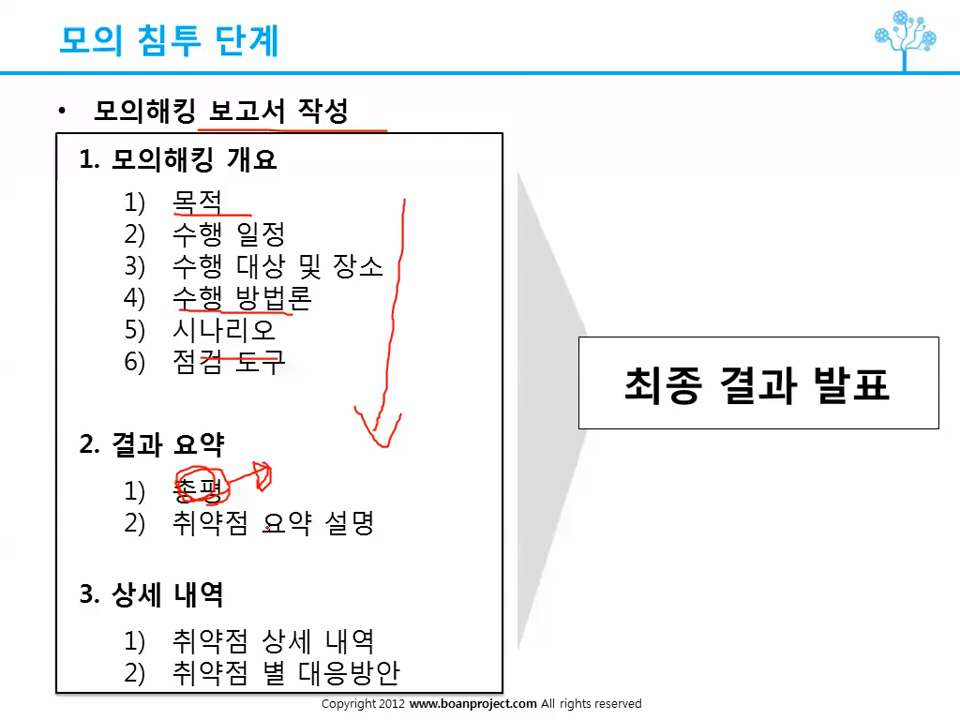 모의 침투 단계
• 모의해킹 보고서 작성
1. 모의해킹 개요
1) 목적
2) 수행 일정
3) 수행 대상 및 장소
4) 수행 방법론
5) 시나리오
6) 점검 도구
2. 결과 요약
1) 총평
2) 취약점 요약 설명
3. 상세 내역
1) 취약점 상세 내역
2) 취약점 별 대응방안
최종 결과 발표
Copyright 2012 www.boanproject.com All rights reserved